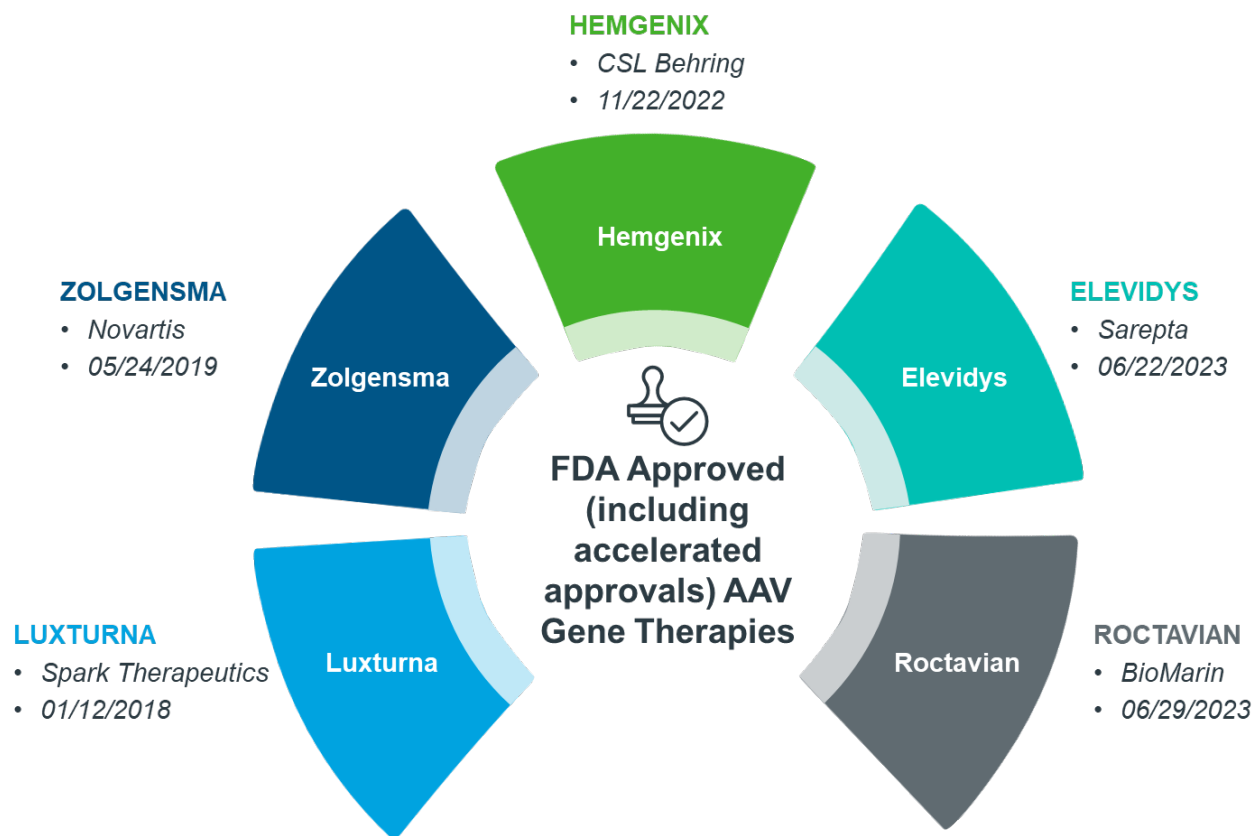 HEMGENIX
• CSL Behring
• 11/22/2022
Hemgenix
ZOLGENSMA
• Novartis
• 05/24/2019
Zolgensma
ELEVIDYS
• Sarepta
• 06/22/2023
Elevidys
FDA Approved
(including
accelerated
approvals) AAV
Gene Therapies
LUXTURNA
• Spark Therapeutics
• 01/12/2018
Luxturna
ROCTAVIAN
• BioMarin
• 06/29/2023
Roctavian